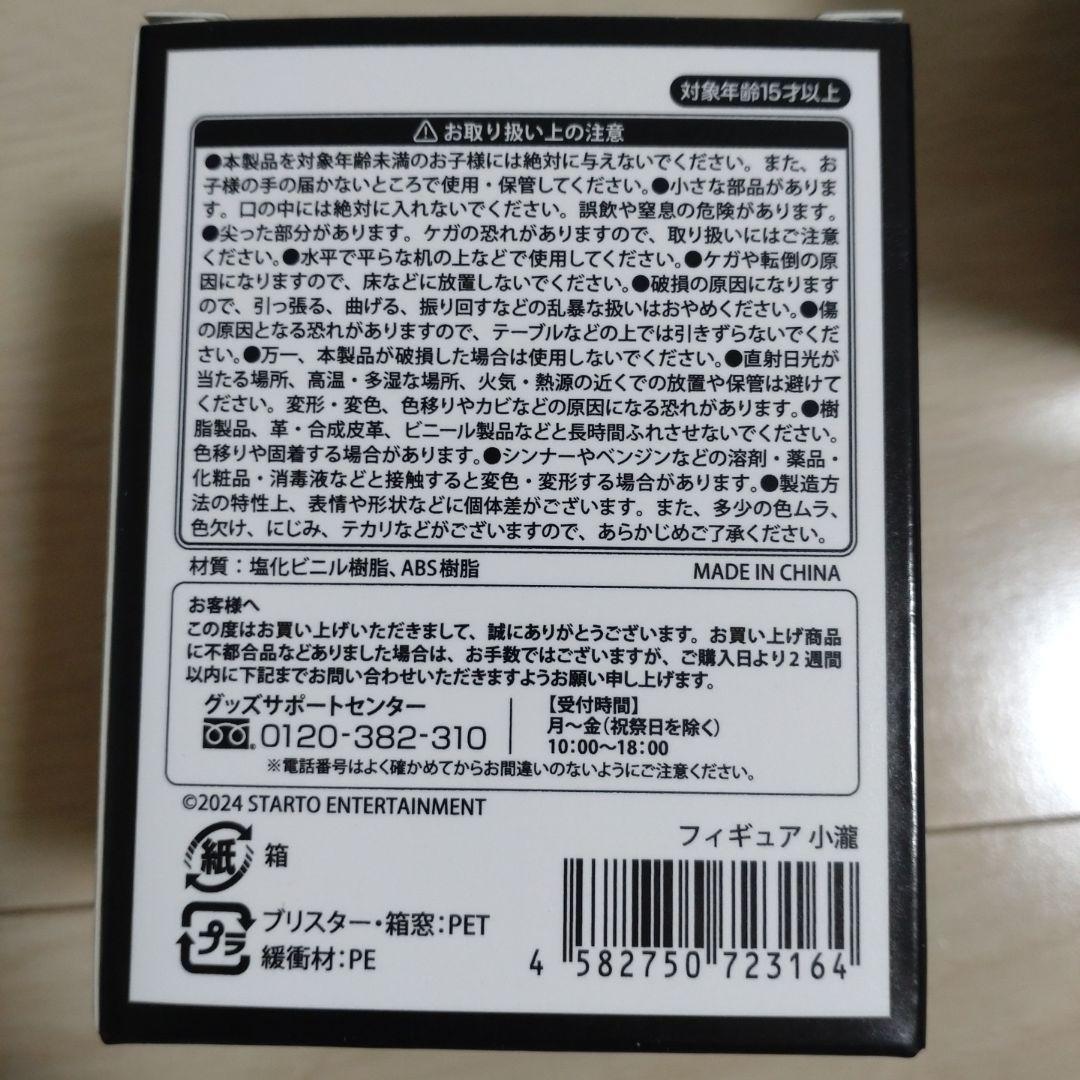 対象年齢15才以上
⚠ お取り扱い上の注意
●本製品を対象年齢未満のお子様には絶対に与えないでください。また、お
子様の手の届かないところで使用・保管してください。●小さな部品がありま
す。口の中には絶対に入れないでください。誤飲や窒息の危険があります。
●尖った部分があります。ケガの恐れがありますので、取り扱いにはご注意
ください。●水平で平らな机の上などで使用してください。●ケガや転倒の原
因になりますので、床などに放置しないでください。●破損の原因になります
ので、引っ張る、曲げる、振り回すなどの乱暴な扱いはおやめください。●傷
の原因となる恐れがありますので、テーブルなどの上では引きずらないでくだ
さい。●万一、本製品が破損した場合は使用しないでください。●直射日光が
当たる場所、高温・多湿な場所、火気・熱源の近くでの放置や保管は避けて
ください。変形・変色、色移りやカビなどの原因になる恐れがあります。●樹
脂製品、革・合成皮革、ビニール製品などと長時間ふれさせないでください。
色移りや固着する場合があります。●シンナーやベンジンなどの溶剤・薬品・
化粧品・消毒液などと接触すると変色・変形する場合があります。●製造方
法の特性上、表情や形状などに個体差がございます。また、多少の色ムラ、
色欠け、にじみ、テカリなどがございますので、あらかじめご了承ください。
材質：塩化ビニル樹脂、ABS樹脂
MADE IN CHINA
お客様へ
この度はお買い上げいただきまして、誠にありがとうございます。お買い上げ商品
に不都合品などありました場合は、お手数ではございますが、ご購入日より2週間
以内に下記までお問い合わせいただきますようお願い申し上げます。
グッズサポートセンター
0120-382-310
【受付時間】
月～金(祝祭日を除く)
10:00～18:00
※電話番号はよく確かめてからお間違いのないようにご注意ください。
©2024 STARTO ENTERTAINMENT
紙 箱
プラ ブリスター・箱窓：PET
緩衝材：PE
フィギュア 小瀧
4 582750 723164